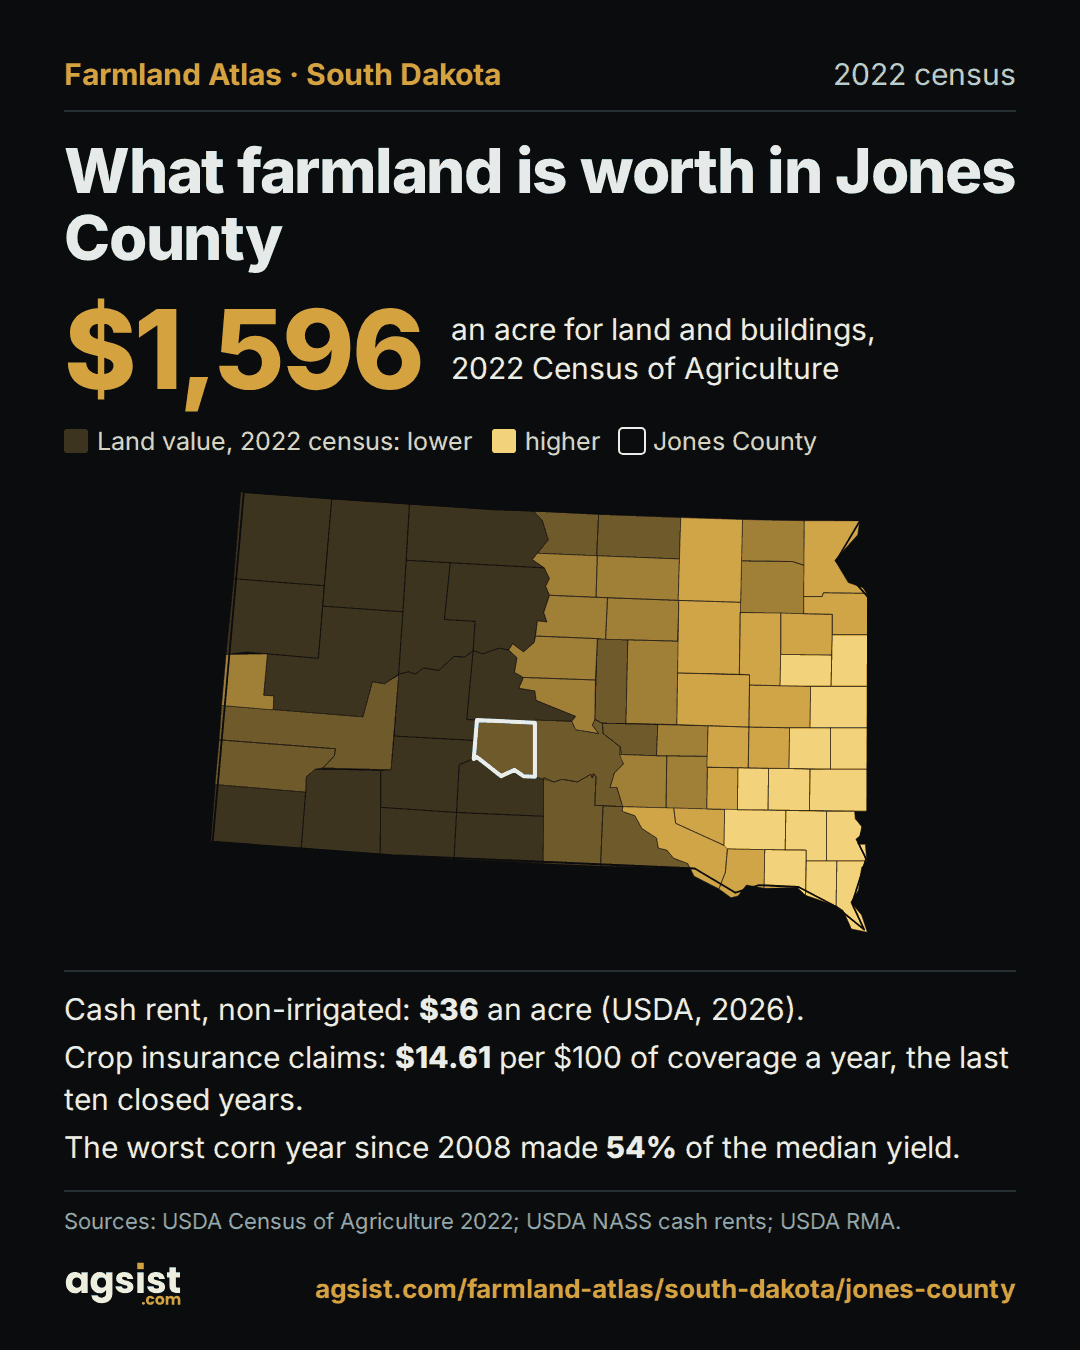 Farmland Atlas · South Dakota
2022 census
What farmland is worth in Jones
County
$1,596
an acre for land and buildings,
2022 Census of Agriculture
Land value, 2022 census: lower
higher
Jones County
Cash rent, non-irrigated: $36 an acre (USDA, 2026).
Crop insurance claims: $14.61 per $100 of coverage a year, the last
ten closed years.
The worst corn year since 2008 made 54% of the median yield.
Sources: USDA Census of Agriculture 2022; USDA NASS cash rents; USDA RMA.
agsist
.com
agsist.com/farmland-atlas/south-dakota/jones-county